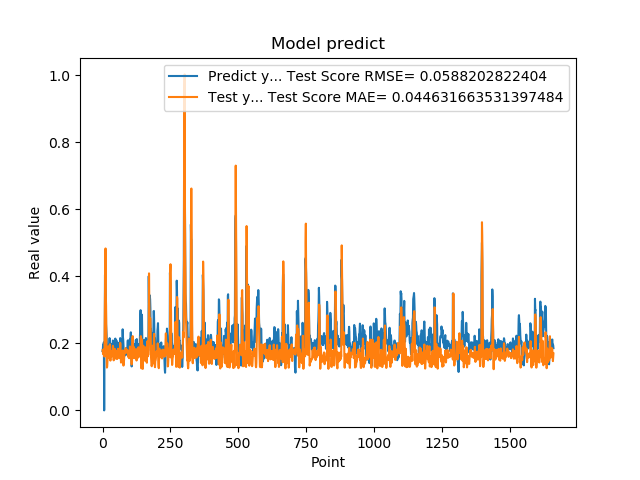 Model predict
Predict y... Test Score RMSE= 0.0588202822404
Test y... Test Score MAE= 0.044631663531397484
1.0
0.8
0.6
0.4
0.2
0.0
Real value
0 250 500 750 1000 1250 1500
Point